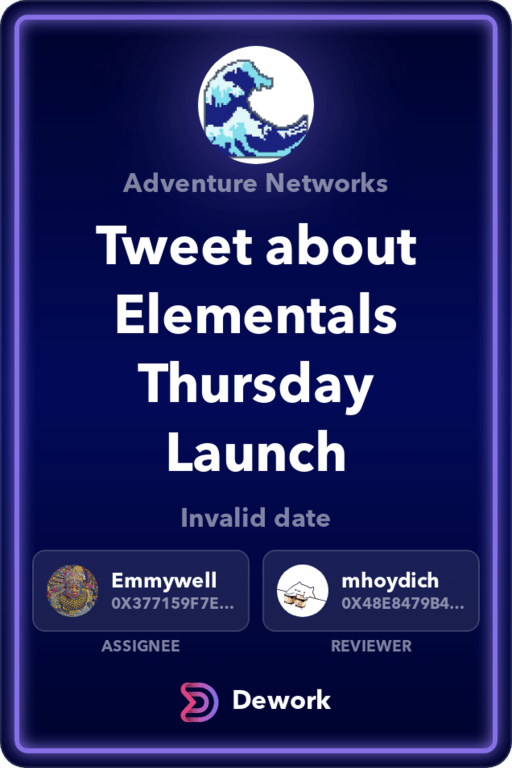 Adventure Networks
Tweet about
Elementals
Thursday
Launch
Invalid date
Emmywell
0X377159F7E...
ASSIGNEE
mhoydich
0X48E8479B4...
REVIEWER
Dework